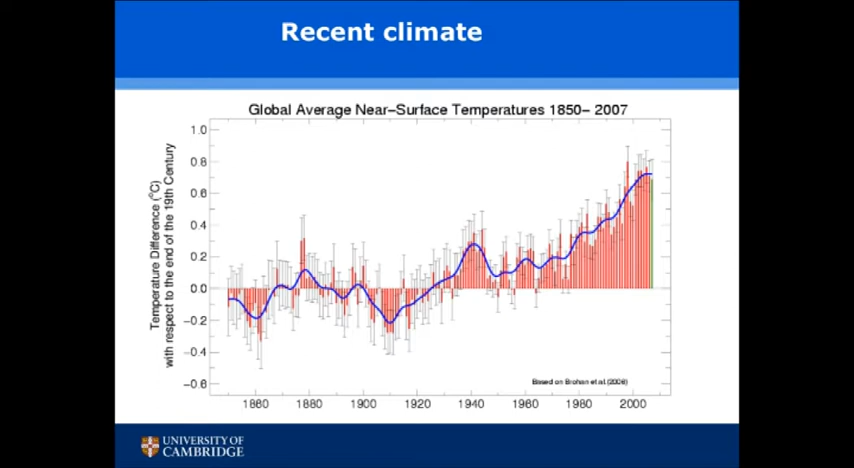 Recent climate
Global Average Near-Surface Temperatures 1850- 2007
Temperature Difference (°C)
with respect to the end of the 19th Century
1.0
0.8
0.6
0.4
0.2
0.0
-0.2
-0.4
-0.6
Based on Brohan et al. (2006)
1860 1880 1900 1920 1940 1960 1980 2000
UNIVERSITY OF
CAMBRIDGE